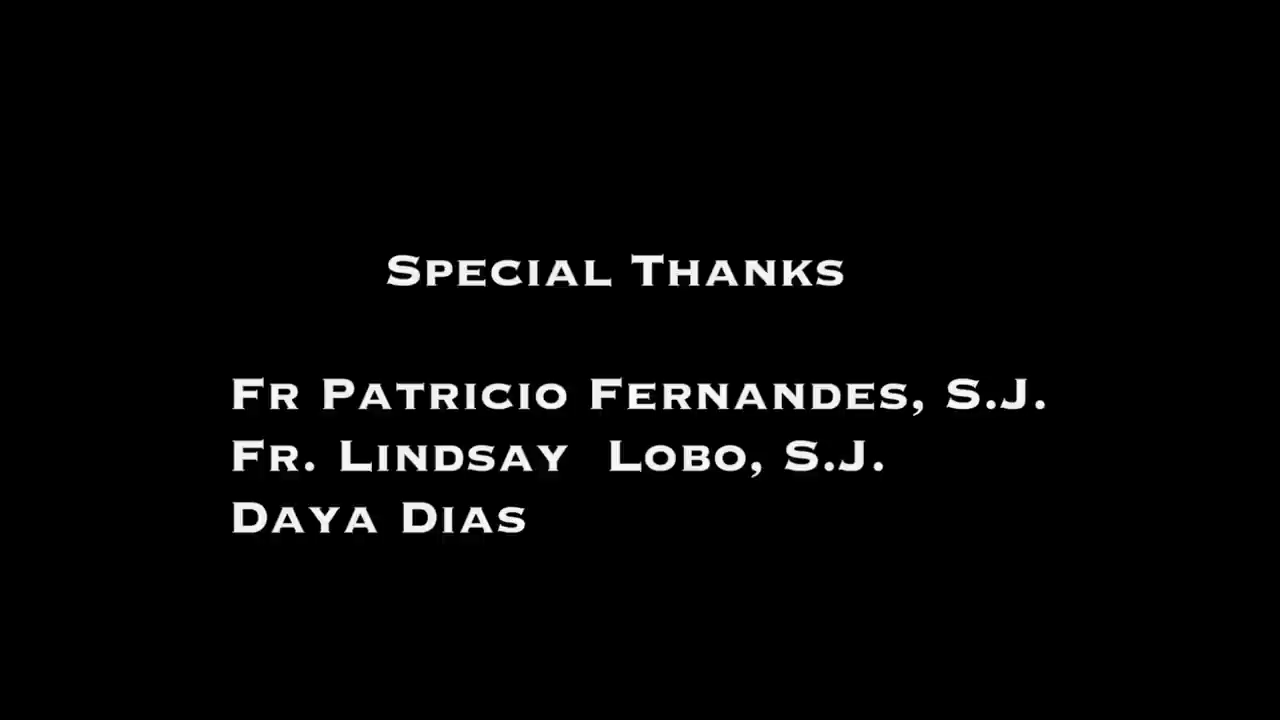 Special Thanks
Fr Patricio Fernandes, S.J.
Fr. Lindsay Lobo, S.J.
Daya Dias